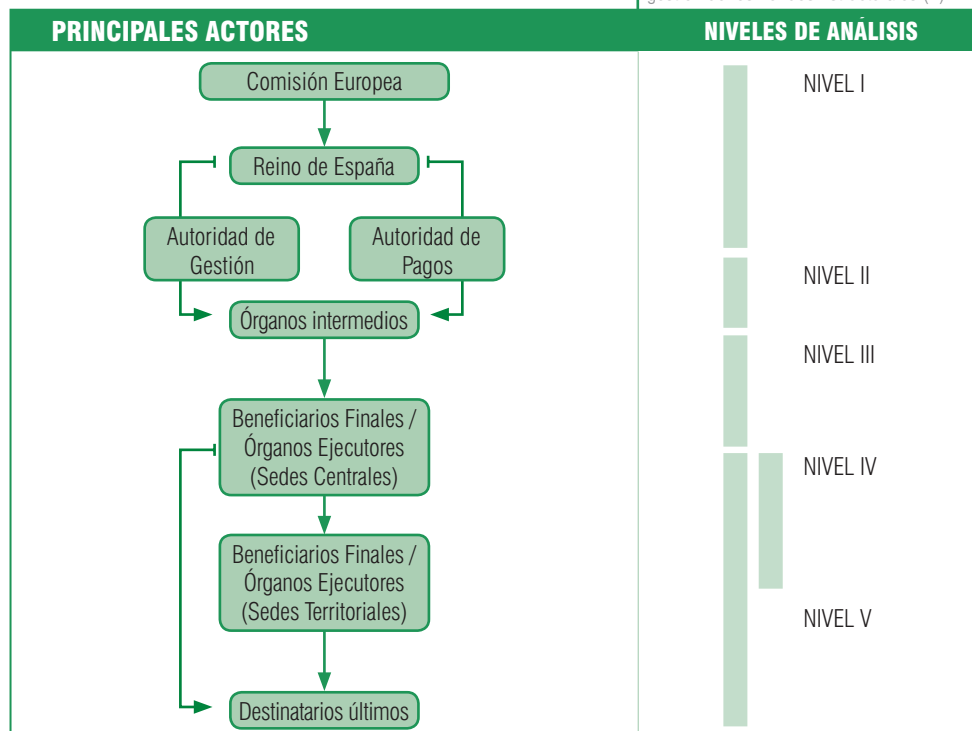 PRINCIPALES ACTORES
NIVELES DE ANÁLISIS
Comisión Europea
Reino de España
Autoridad de
Gestión
Autoridad de
Pagos
Órganos intermedios
Beneficiarios Finales /
Órganos Ejecutores
(Sedes Centrales)
Beneficiarios Finales /
Órganos Ejecutores
(Sedes Territoriales)
Destinatarios últimos
NIVEL I
NIVEL II
NIVEL III
NIVEL IV
NIVEL V